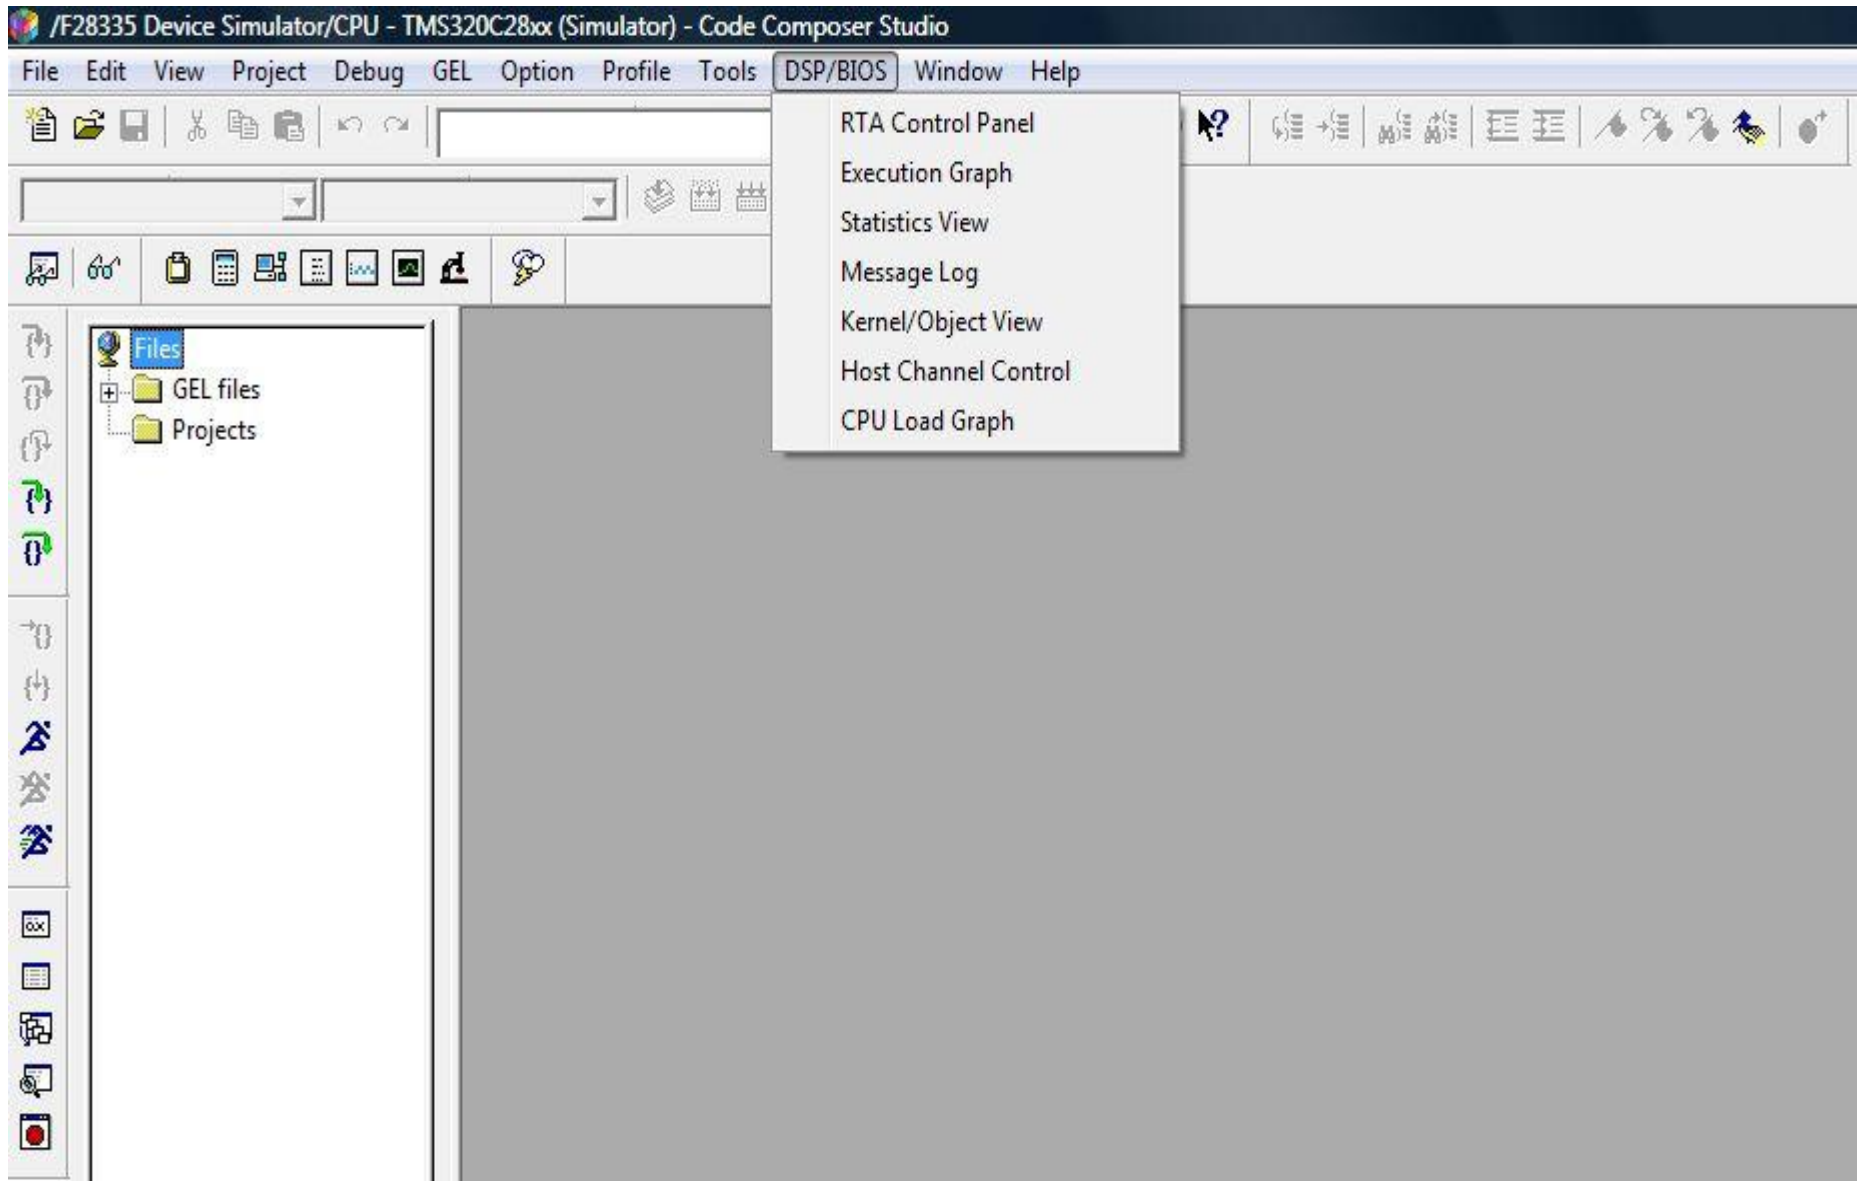 /F28335 Device Simulator/CPU - TMS320C28xx (Simulator) - Code Composer Studio
File Edit View Project Debug GEL Option Profile Tools DSP/BIOS Window Help
RTA Control Panel
Execution Graph
Statistics View
Message Log
Kernel/Object View
Host Channel Control
CPU Load Graph
Files
GEL files
Projects